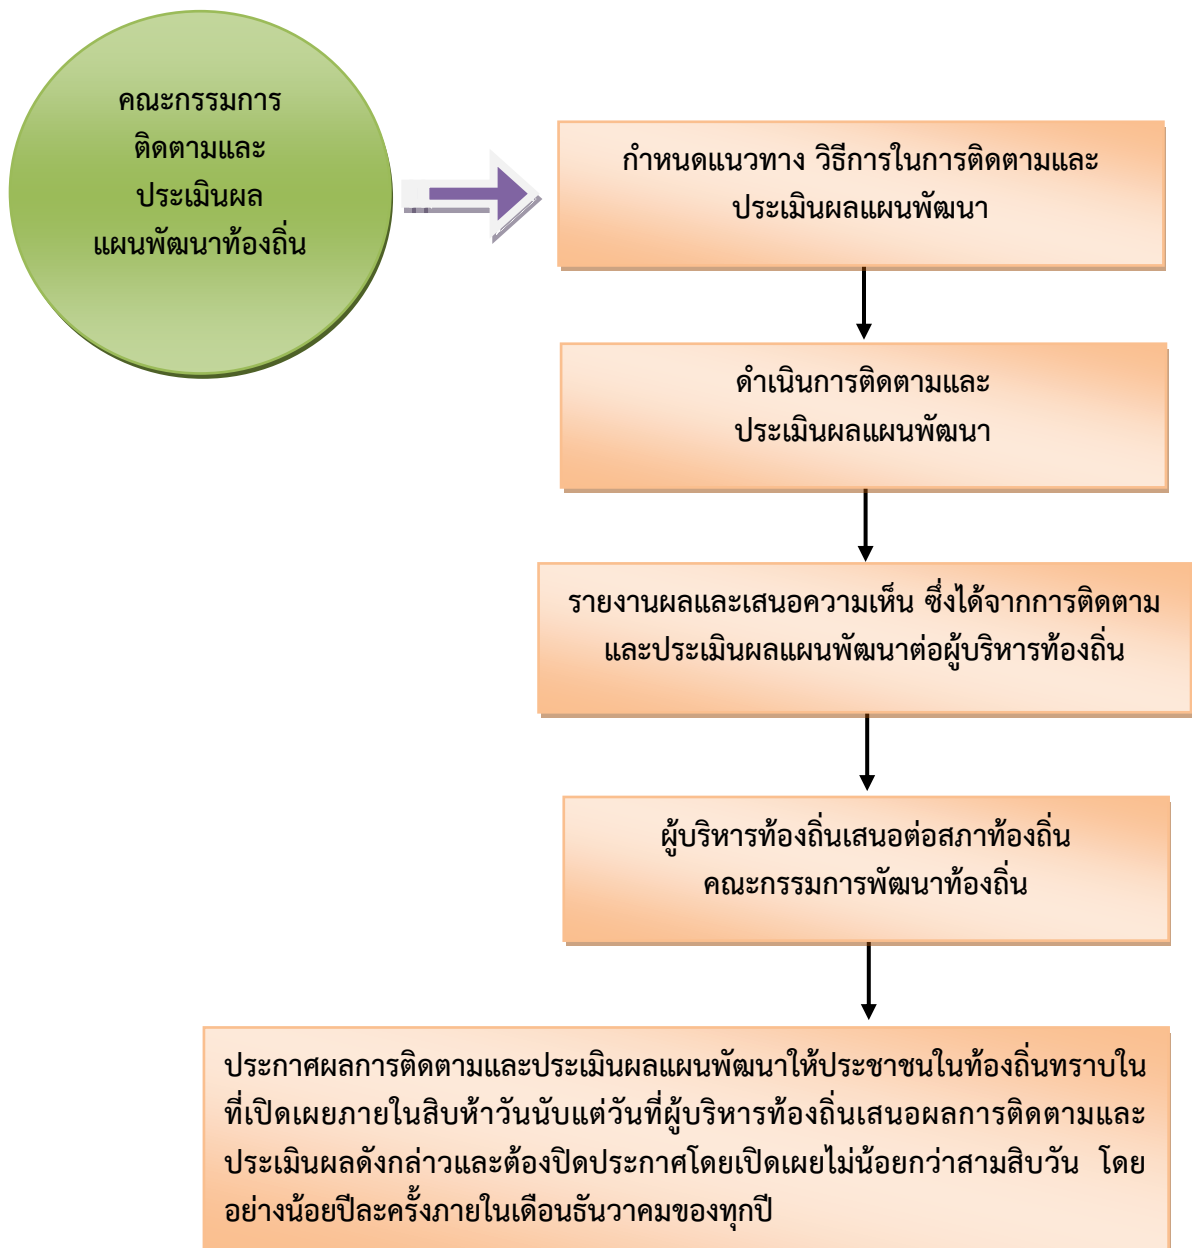 คณะกรรมการ
ติดตามและ
ประเมินผล
แผนพัฒนาท้องถิ่น
กำหนดแนวทาง วิธีการในการติดตามและ
ประเมินผลแผนพัฒนา
ดำเนินการติดตามและ
ประเมินผลแผนพัฒนา
รายงานผลและเสนอความเห็น ซึ่งได้จากการติดตาม
และประเมินผลแผนพัฒนาต่อผู้บริหารท้องถิ่น
ผู้บริหารท้องถิ่นเสนอต่อสภาท้องถิ่น
คณะกรรมการพัฒนาท้องถิ่น
ประกาศผลการติดตามและประเมินผลแผนพัฒนาให้ประชาชนในท้องถิ่นทราบใน
ที่เปิดเผยภายในสิบห้าวันนับแต่วันที่ผู้บริหารท้องถิ่นเสนอผลการติดตามและ
ประเมินผลดังกล่าวและต้องปิดประกาศโดยเปิดเผยไม่น้อยกว่าสามสิบวัน โดย
อย่างน้อยปีละครั้งภายในเดือนธันวาคมของทุกปี